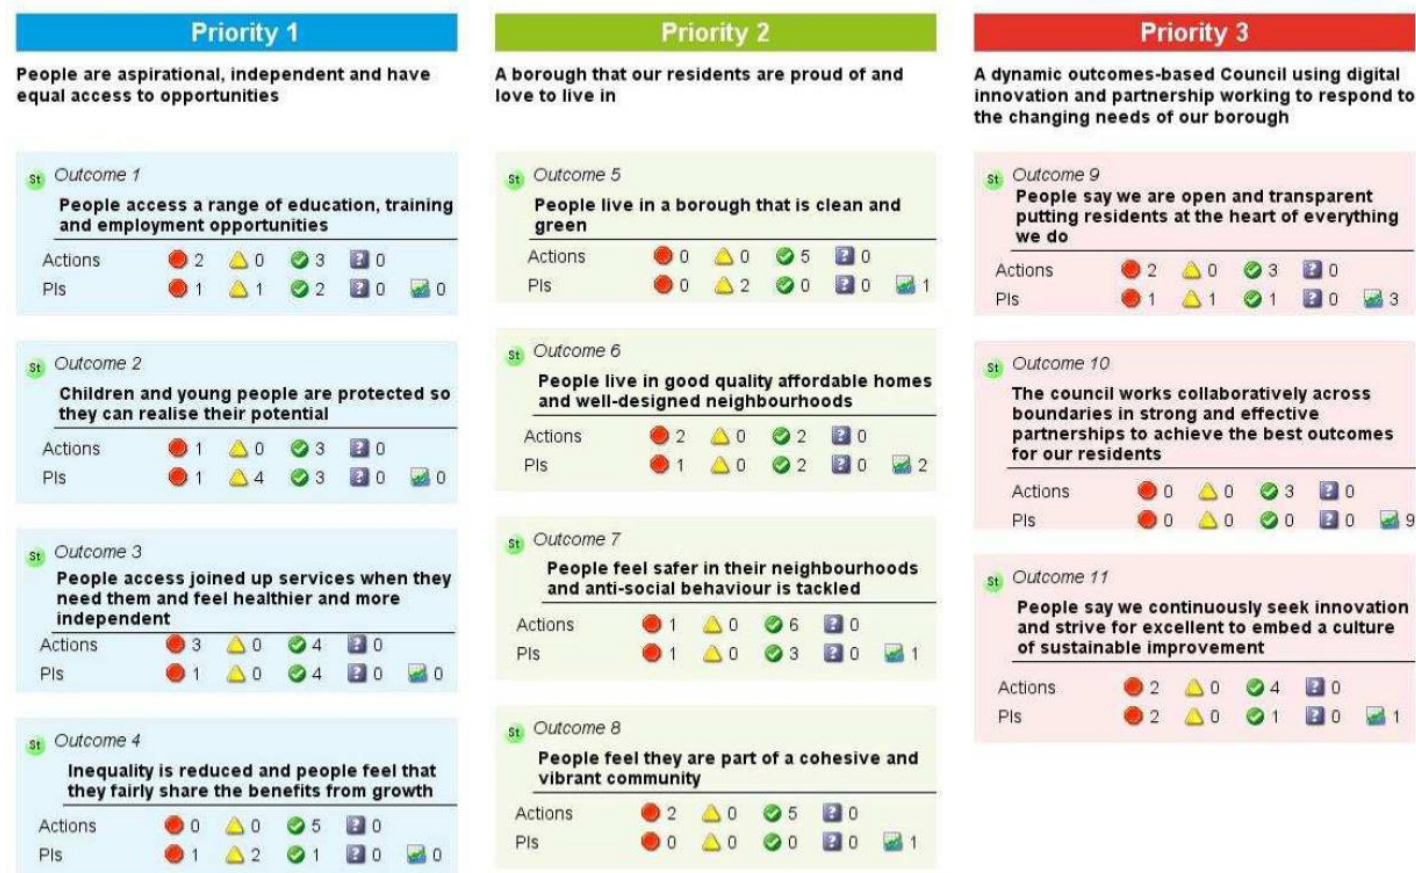 Priority 1
People are aspirational, independent and have
equal access to opportunities
St Outcome 1
People access a range of education, training
and employment opportunities
Actions 2 0 3 ? 0
PIs 1 1 2 ? 0 0
St Outcome 2
Children and young people are protected so
they can realise their potential
Actions 1 0 3 ? 0
PIs 1 4 3 ? 0 0
St Outcome 3
People access joined up services when they
need them and feel healthier and more
independent
Actions 3 0 4 ? 0
PIs 1 0 4 ? 0 0
St Outcome 4
Inequality is reduced and people feel that
they fairly share the benefits from growth
Actions 0 0 5 ? 0
PIs 1 2 1 ? 0 0
Priority 2
A borough that our residents are proud of and
love to live in
St Outcome 5
People live in a borough that is clean and
green
Actions 0 0 5 ? 0
PIs 0 2 0 ? 0 1
St Outcome 6
People live in good quality affordable homes
and well-designed neighbourhoods
Actions 2 0 2 ? 0
PIs 1 0 2 ? 0 2
St Outcome 7
People feel safer in their neighbourhoods
and anti-social behaviour is tackled
Actions 1 0 6 ? 0
PIs 1 0 3 ? 0 1
St Outcome 8
People feel they are part of a cohesive and
vibrant community
Actions 2 0 5 ? 0
PIs 0 0 0 ? 0 1
Priority 3
A dynamic outcomes-based Council using digital
innovation and partnership working to respond to
the changing needs of our borough
St Outcome 9
People say we are open and transparent
putting residents at the heart of everything
we do
Actions 2 0 3 ? 0
PIs 1 1 1 ? 0 3
St Outcome 10
The council works collaboratively across
boundaries in strong and effective
partnerships to achieve the best outcomes
for our residents
Actions 0 0 3 ? 0
PIs 0 0 0 ? 0 9
St Outcome 11
People say we continuously seek innovation
and strive for excellent to embed a culture
of sustainable improvement
Actions 2 0 4 ? 0
PIs 2 0 1 ? 0 1